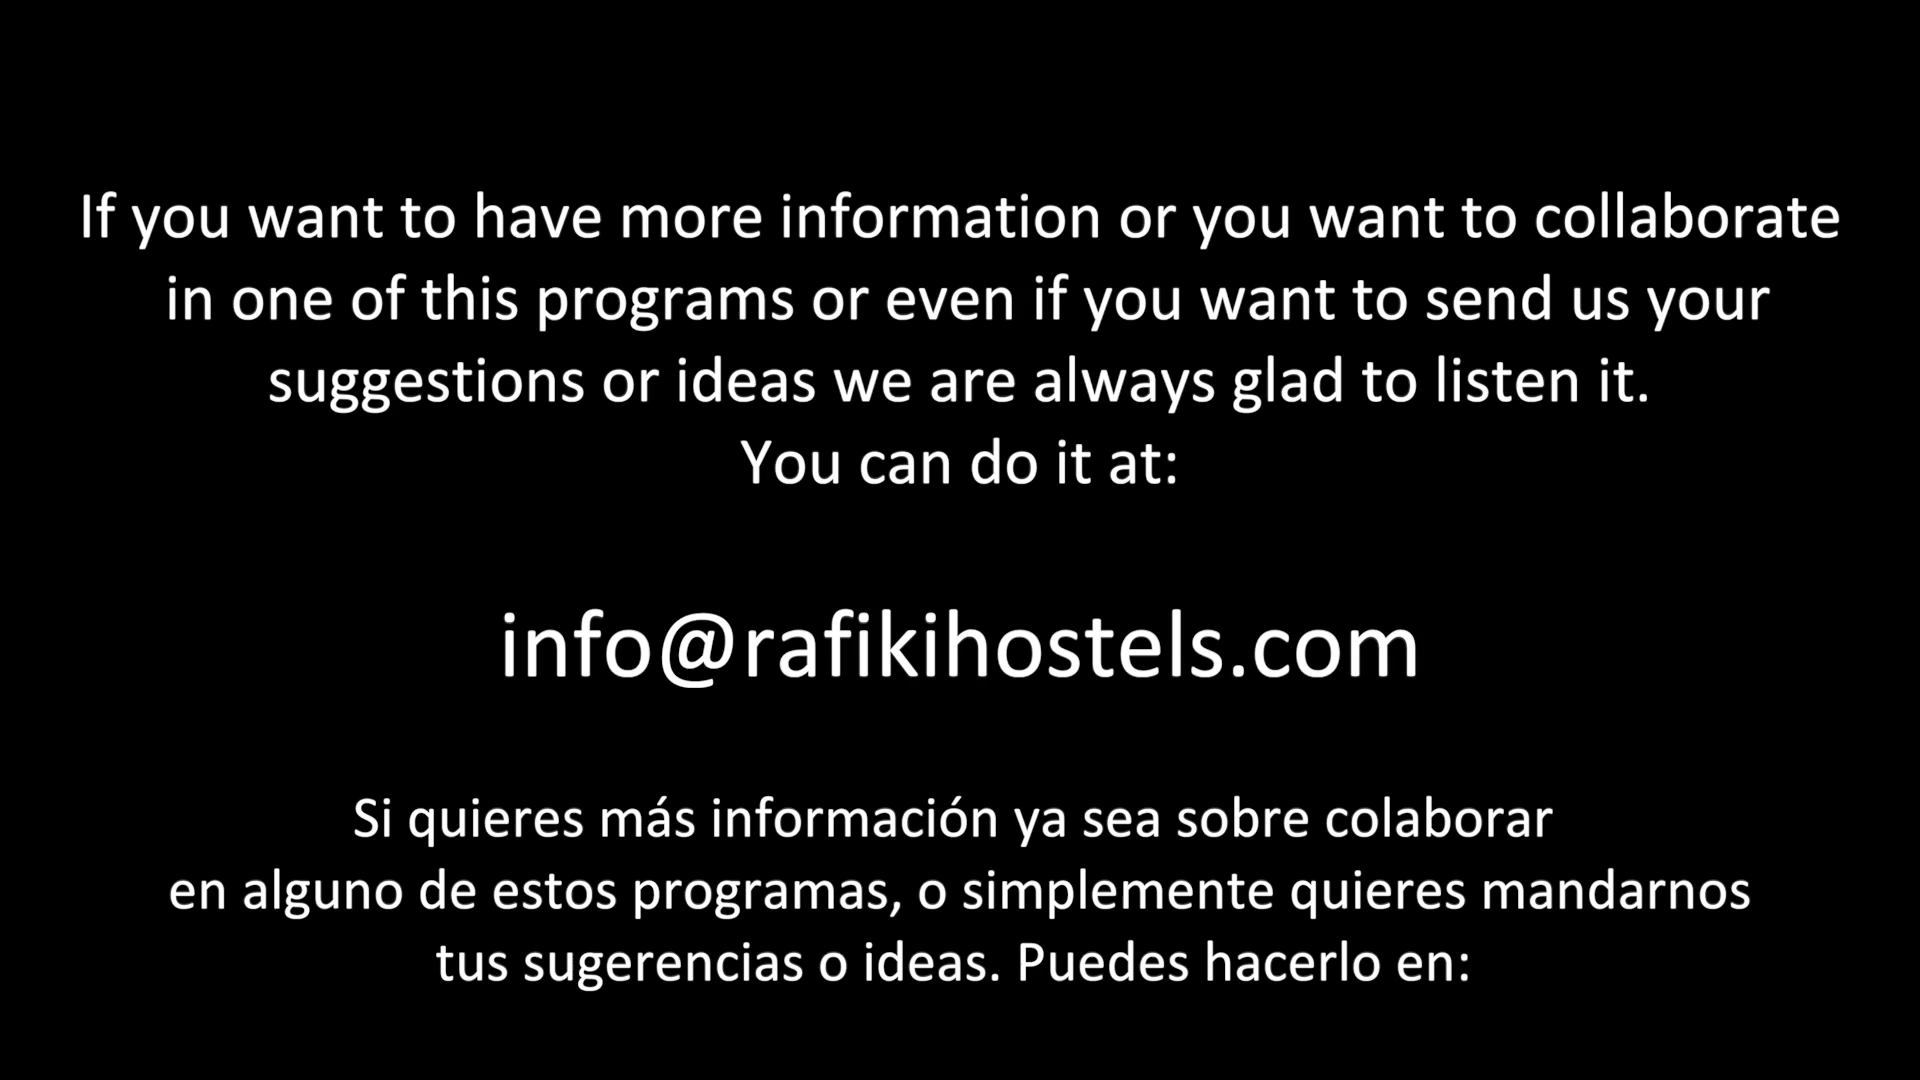 If you want to have more information or you want to collaborate
in one of this programs or even if you want to send us your
suggestions or ideas we are always glad to listen it.
You can do it at:
info@rafikihostels.com
Si quieres más información ya sea sobre colaborar
en alguno de estos programas, o simplemente quieres mandarnos
tus sugerencias o ideas. Puedes hacerlo en: